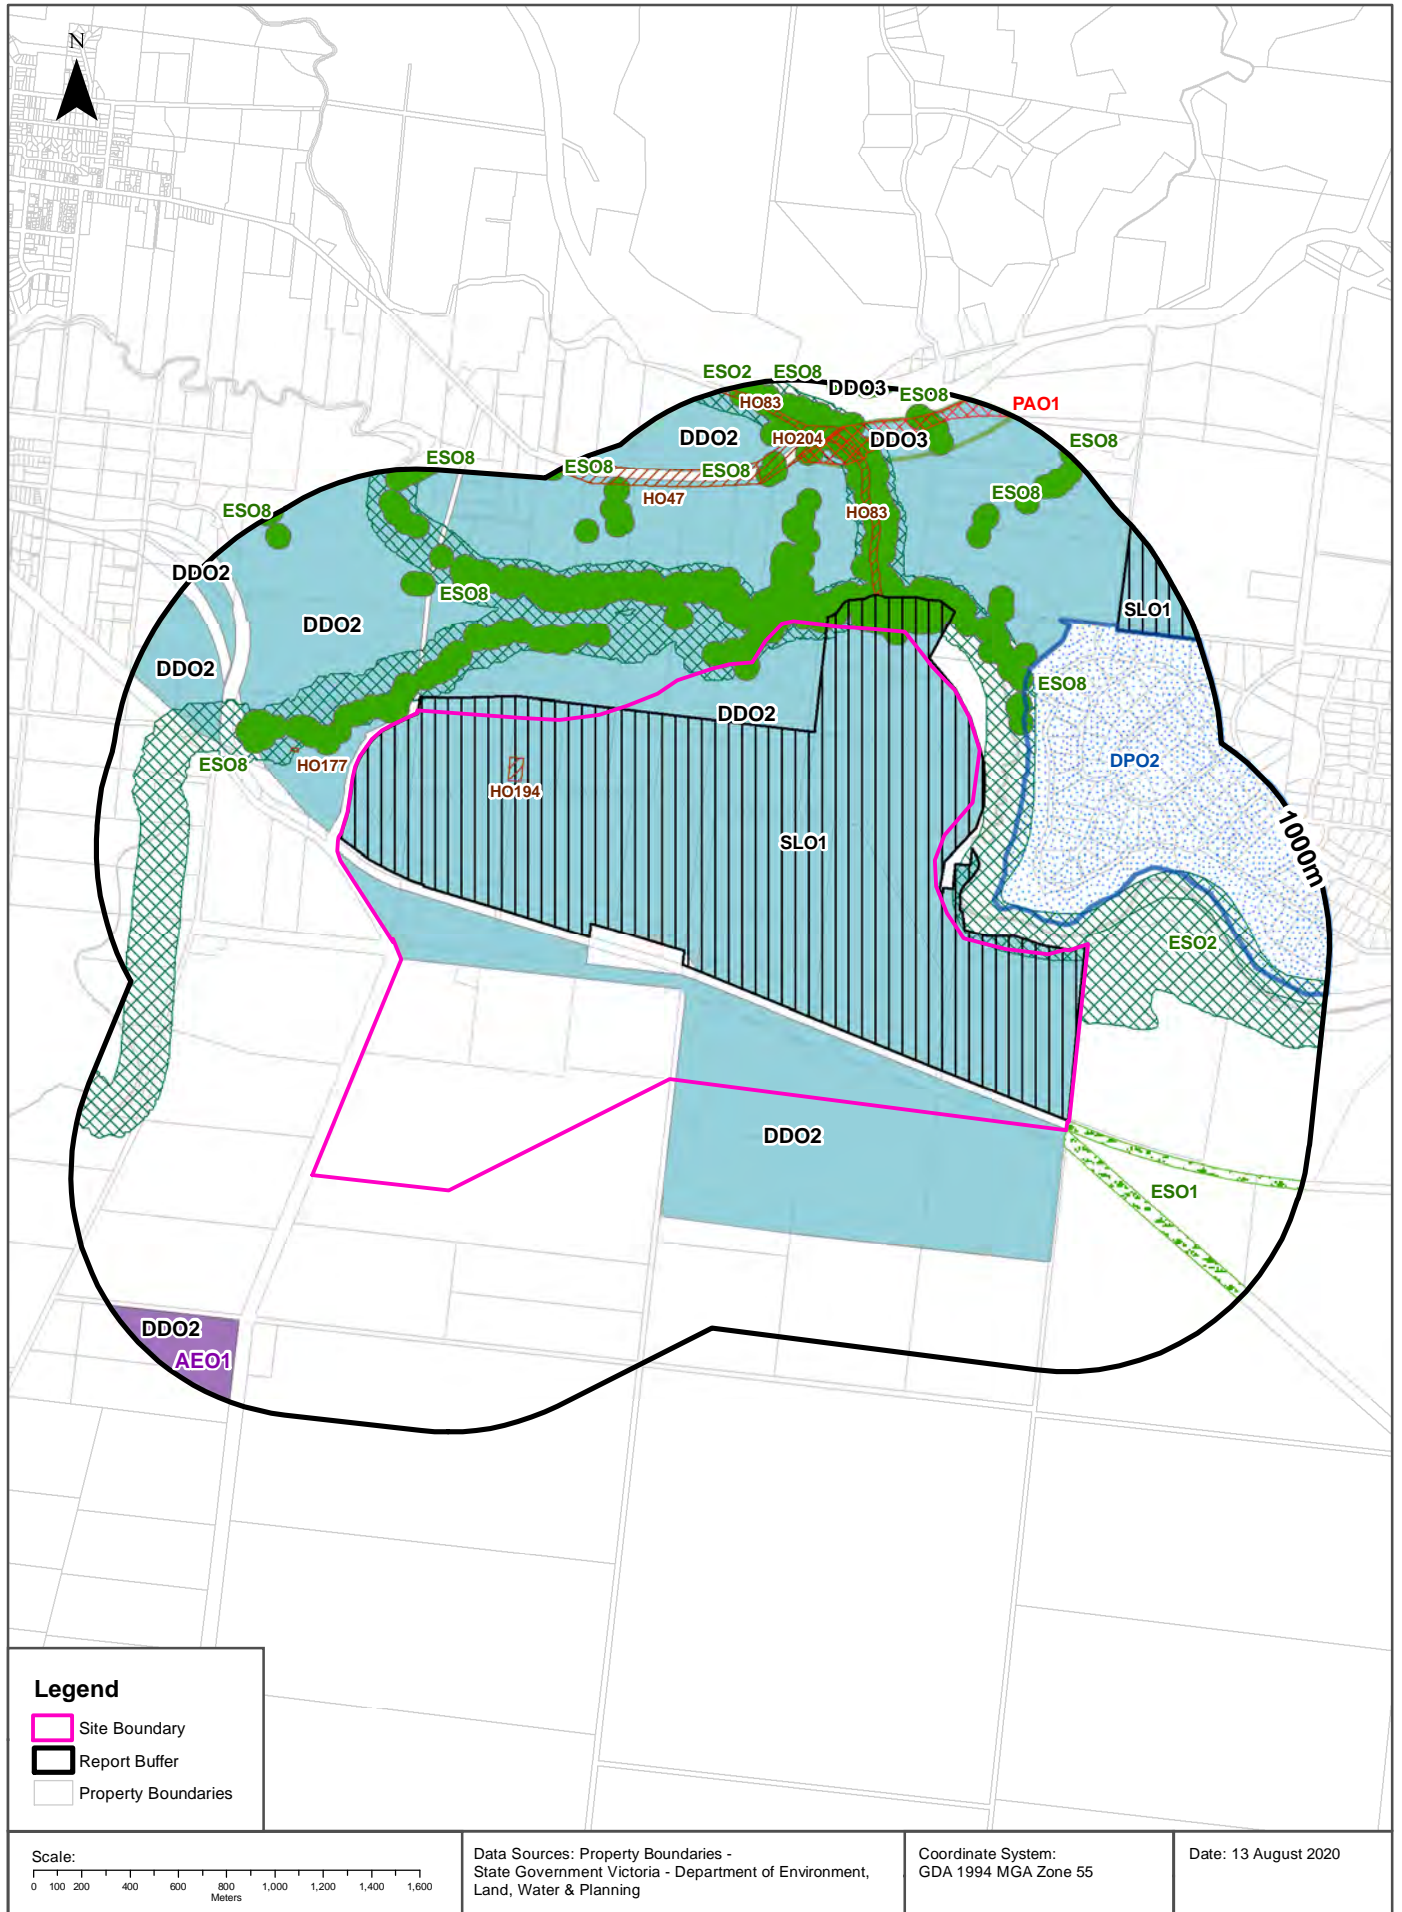 N
ESO2
ESO8
DDO3
ESO8
HO83
PAO1
DDO2
HO204
DDO3
ESO8
ESO8
ESO8
ESO8
HO47
ESO8
HO83
ESO8
DDO2
ESO8
SLO1
DDO2
DDO2
ESO8
DDO2
ESO8
HO177
HO194
DPO2
SLO1
1000m
ESO2
DDO2
ESO1
DDO2
AEO1
Legend
Site Boundary
Report Buffer
Property Boundaries
Scale:
0 100 200 400 600 800 1,000 1,200 1,400 1,600
Meters
Data Sources: Property Boundaries -
State Government Victoria - Department of Environment,
Land, Water & Planning
Coordinate System:
GDA 1994 MGA Zone 55
Date: 13 August 2020